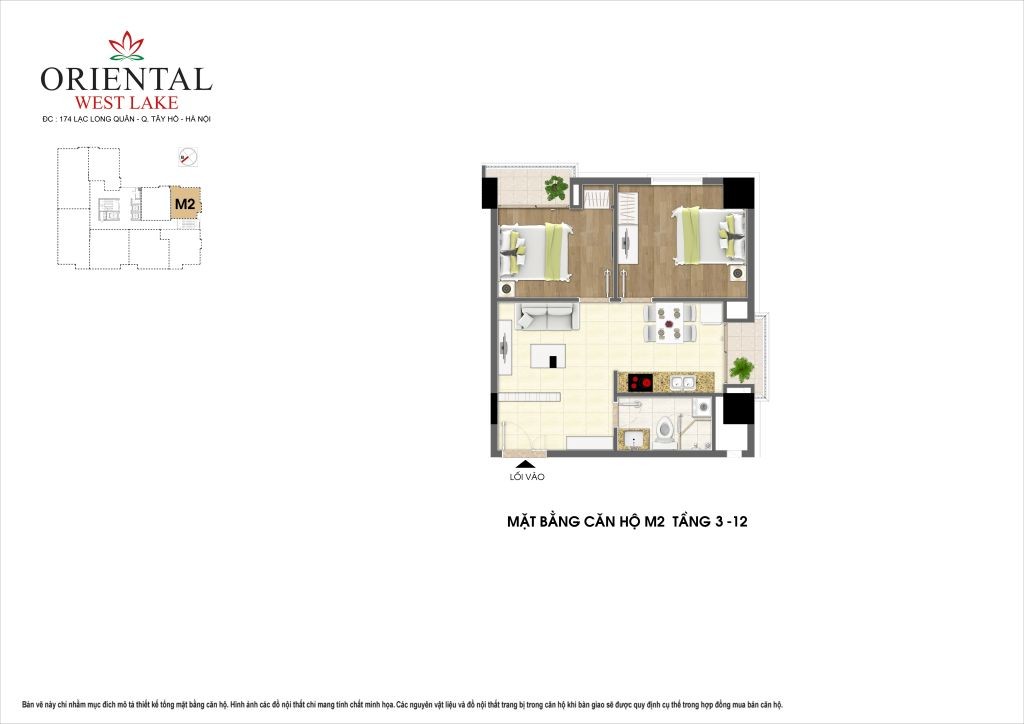 ORIENTAL
WEST LAKE
ĐC : 174 LẠC LONG QUÂN - Q. TÂY HỒ - HÀ NỘI
M2
LỐI VÀO
MẶT BẰNG CĂN HỘ M2 TẦNG 3 -12
Bản vẽ này chỉ nhằm mục đích mô tả thiết kế tổng mặt bằng căn hộ. Hình ảnh các đồ nội thất chỉ mang tính chất minh họa. Các nguyên vật liệu và đồ nội thất trang bị trong căn hộ khi bàn giao sẽ được quy định cụ thể trong hợp đồng mua bán căn hộ.